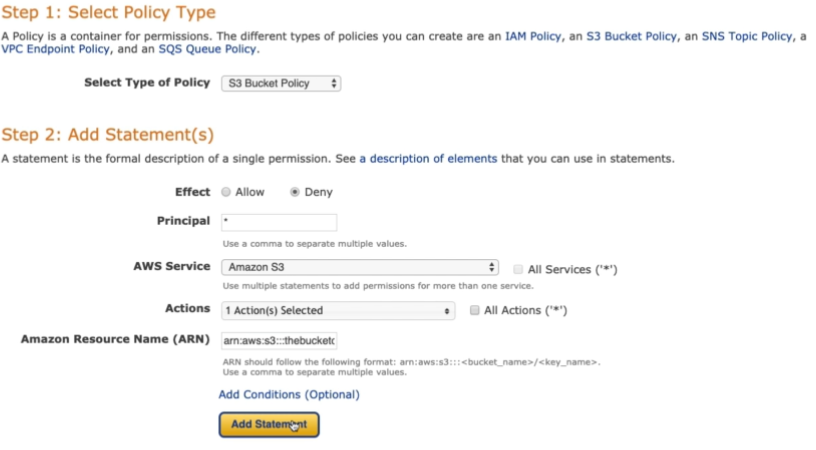 Step 1: Select Policy Type
A Policy is a container for permissions. The different types of policies you can create are an IAM Policy, an S3 Bucket Policy, an SNS Topic Policy, a
VPC Endpoint Policy, and an SQS Queue Policy.
Select Type of Policy S3 Bucket Policy
Step 2: Add Statement(s)
A statement is the formal description of a single permission. See a description of elements that you can use in statements.
Effect Allow Deny
Principal *
Use a comma to separate multiple values.
AWS Service Amazon S3 All Services ('*')
Use multiple statements to add permissions for more than one service.
Actions 1 Action(s) Selected All Actions ('*')
Amazon Resource Name (ARN) arn:aws:s3:::thebucketc
ARN should follow the following format: arn:aws:s3:::<bucket_name>/<key_name>.
Use a comma to separate multiple values.
Add Conditions (Optional)
Add Statement